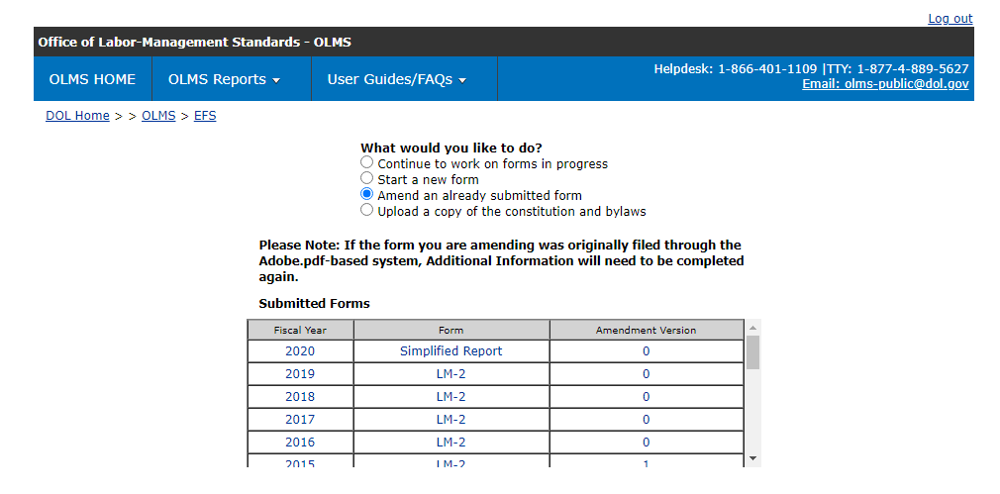 Log out
Office of Labor-Management Standards - OLMS
OLMS HOME OLMS Reports User Guides/FAQs Helpdesk: 1-866-401-1109 |TTY: 1-877-4-889-5627
Email: olms-public@dol.gov
DOL Home > > OLMS > EFS
What would you like to do?
Continue to work on forms in progress
Start a new form
Amend an already submitted form
Upload a copy of the constitution and bylaws
Please Note: If the form you are amending was originally filed through the
Adobe.pdf-based system, Additional Information will need to be completed
again.
Submitted Forms
Fiscal Year Form Amendment Version
2020 Simplified Report 0
2019 LM-2 0
2018 LM-2 0
2017 LM-2 0
2016 LM-2 0
2015 LM-2 1